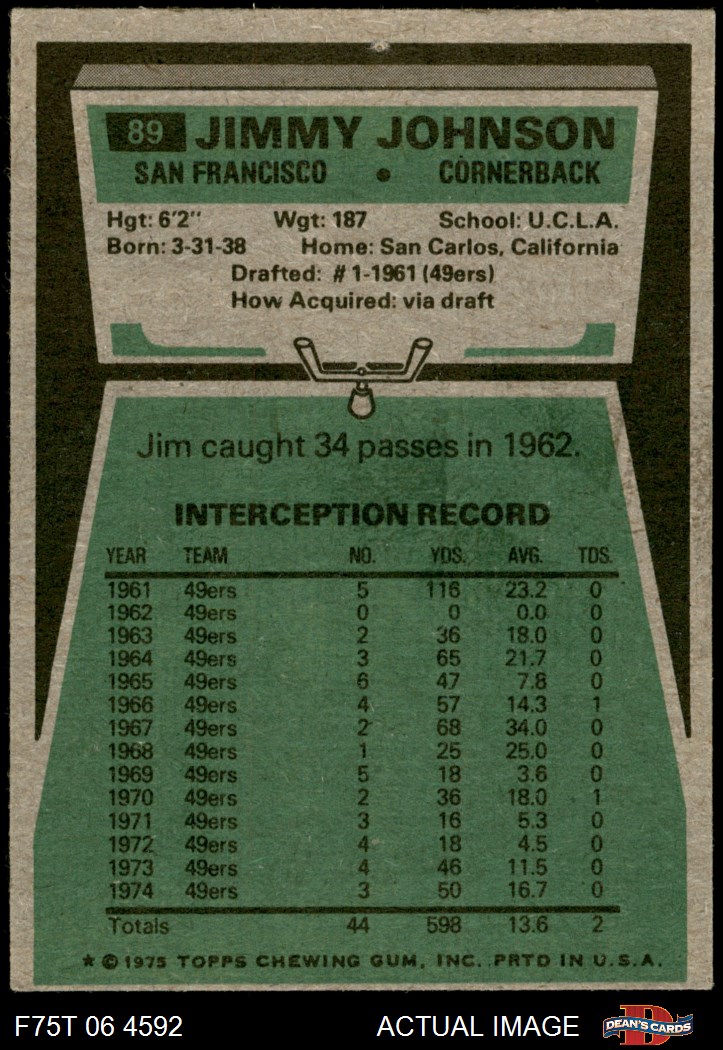 89 JIMMY JOHNSON
SAN FRANCISCO • CORNERBACK
Hgt: 6'2" Wgt: 187 School: U.C.L.A.
Born: 3-31-38 Home: San Carlos, California
Drafted: #1-1961 (49ers)
How Acquired: via draft
Jim caught 34 passes in 1962.
INTERCEPTION RECORD
YEAR TEAM NO. YDS. AVG. TDS.
1961 49ers 5 116 23.2 0
1962 49ers 0 0 0.0 0
1963 49ers 2 36 18.0 0
1964 49ers 3 65 21.7 0
1965 49ers 6 47 7.8 0
1966 49ers 4 57 14.3 1
1967 49ers 2 68 34.0 0
1968 49ers 1 25 25.0 0
1969 49ers 5 18 3.6 0
1970 49ers 2 36 18.0 1
1971 49ers 3 16 5.3 0
1972 49ers 4 18 4.5 0
1973 49ers 4 46 11.5 0
1974 49ers 3 50 16.7 0
Totals 44 598 13.6 2
* © 1975 TOPPS CHEWING GUM, INC. PRTD IN U.S.A.
F75T 06 4592 ACTUAL IMAGE D DEAN'S CARDS